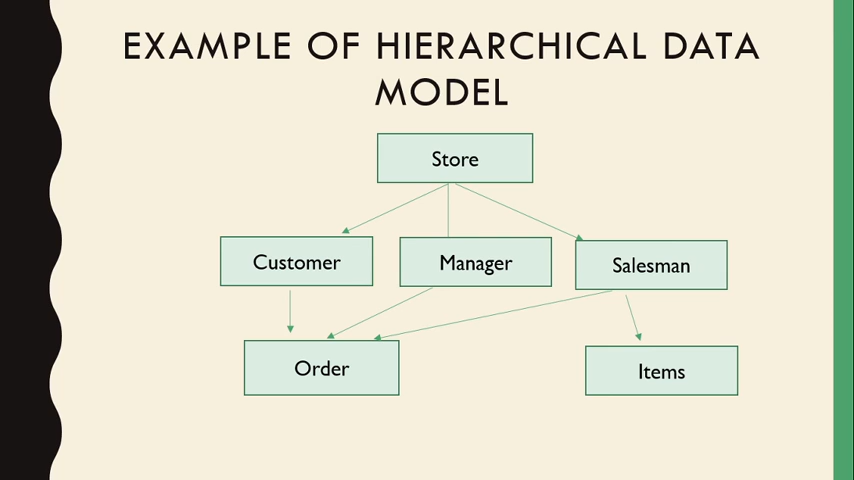 EXAMPLE OF HIERARCHICAL DATA
MODEL
Store
Customer
Manager
Salesman
Order
Items